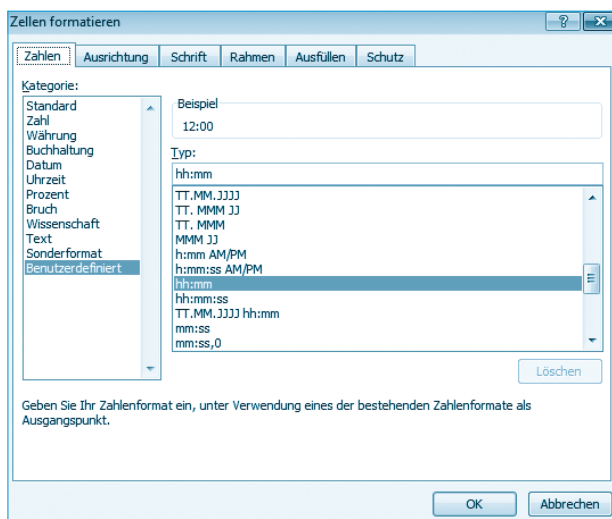 Zellen formatieren
Zahlen Ausrichtung Schrift Rahmen Ausfüllen Schutz
Kategorie:
Standard
Zahl
Währung
Buchhaltung
Datum
Uhrzeit
Prozent
Bruch
Wissenschaft
Text
Sonderformat
Benutzerdefiniert
Beispiel
12:00
Typ:
hh:mm
TT.MM.JJJJ
TT. MMM JJ
TT. MMM
MMM JJ
h:mm AM/PM
h:mm:ss AM/PM
hh:mm
hh:mm:ss
TT.MM.JJJJ hh:mm
mm:ss
mm:ss,0
Löschen
Geben Sie Ihr Zahlenformat ein, unter Verwendung eines der bestehenden Zahlenformate als
Ausgangspunkt.
OK Abbrechen